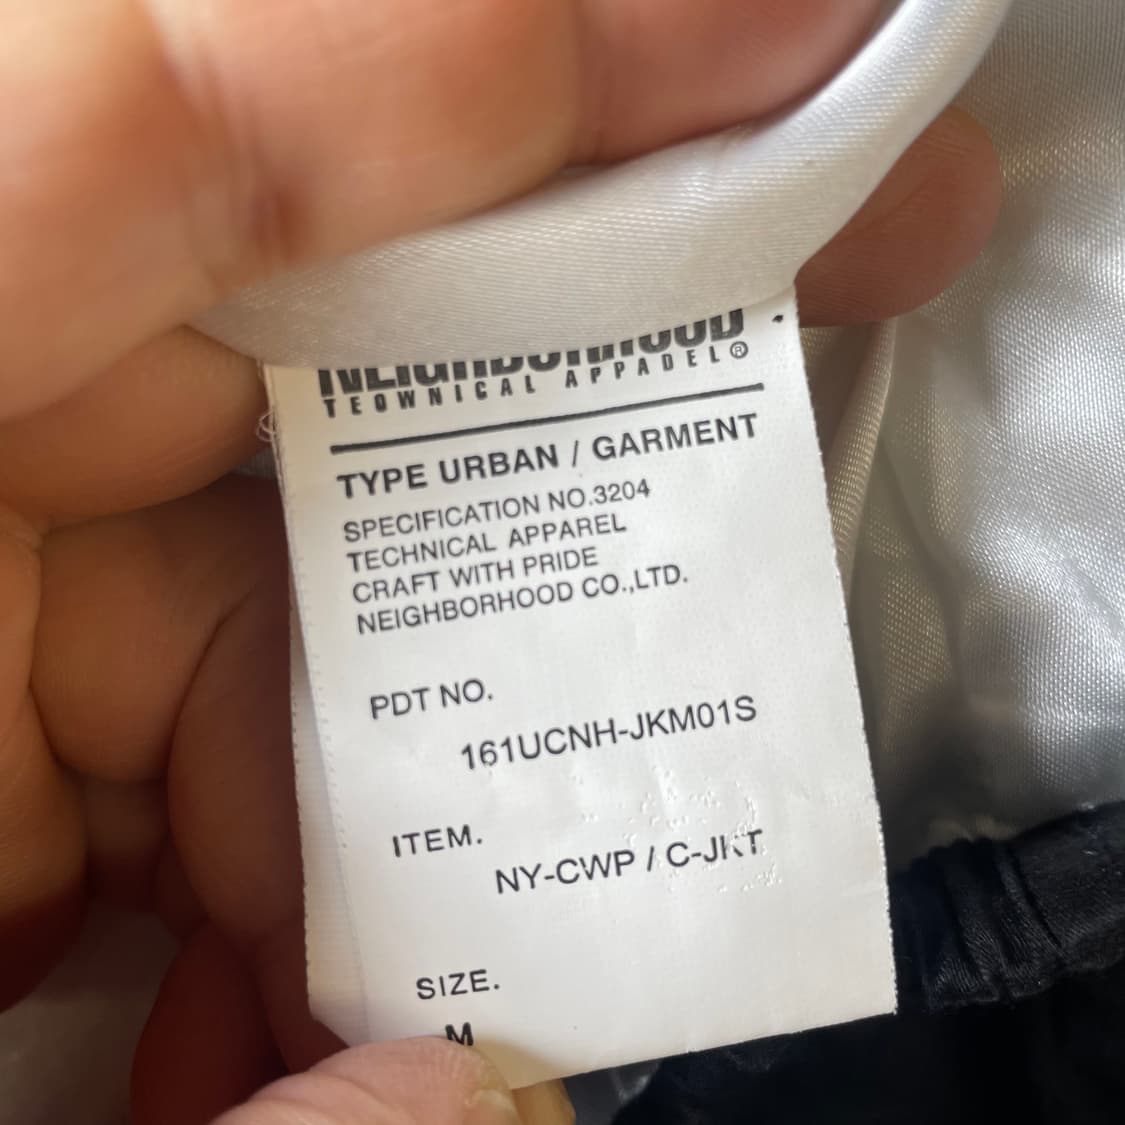 NEIGHBORHOOD
TEOWNICAL APPADEL®
TYPE URBAN / GARMENT
SPECIFICATION NO.3204
TECHNICAL APPAREL
CRAFT WITH PRIDE
NEIGHBORHOOD CO.,LTD.
PDT NO.
161UCNH-JKM01S
ITEM.
NY-CWP / C-JKT
SIZE.
M